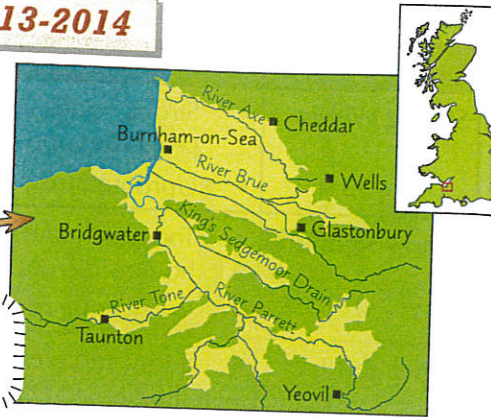 13-2014
River Axe
Cheddar
Burnham-on-Sea
River Brue
Wells
Glastonbury
King's Sedgemoor Drain
Bridgwater
River Tone
River Parrett
Taunton
Yeovil